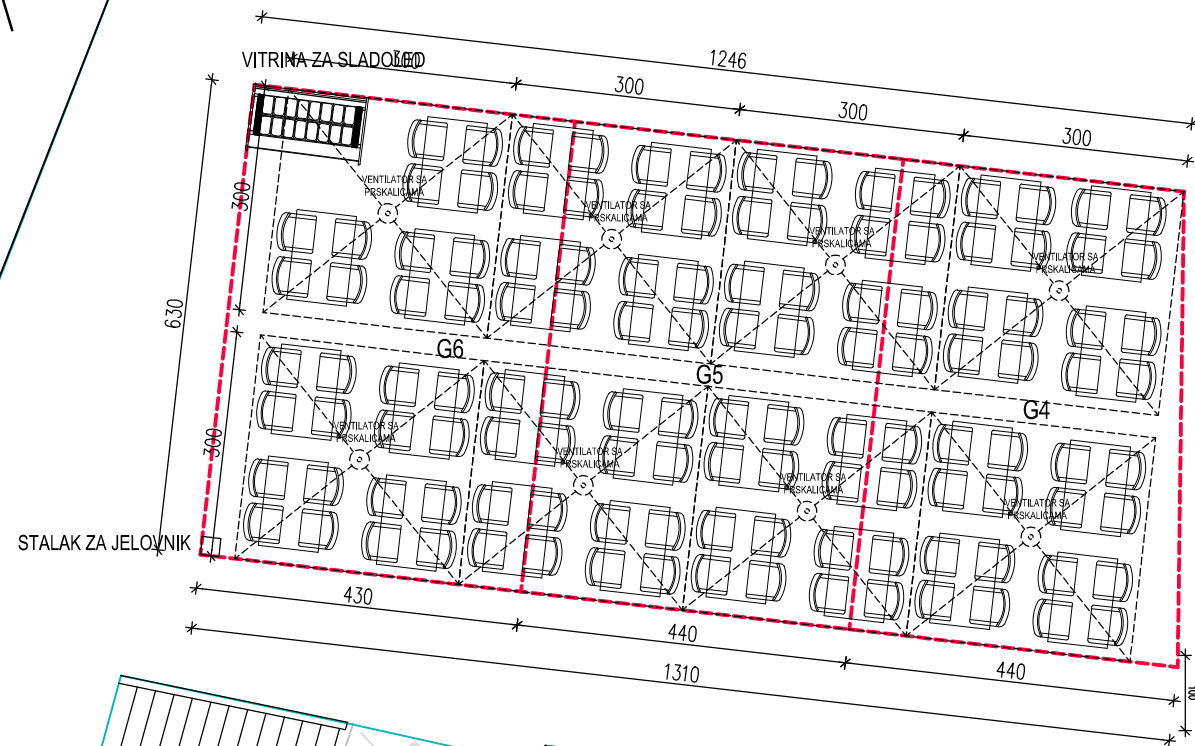 1246
VITRINA ZA SLADOLED
300
300
300
300
VENTILATOR SA
PRSKALICAMA
VENTILATOR SA
PRSKALICAMA
VENTILATOR SA
PRSKALICAMA
VENTILATOR SA
PRSKALICAMA
300
630
G6
G5
G4
300
VENTILATOR SA
PRSKALICAMA
VENTILATOR SA
PRSKALICAMA
VENTILATOR SA
PRSKALICAMA
VENTILATOR SA
PRSKALICAMA
STALAK ZA JELOVNIK
430
440
440
1310
100